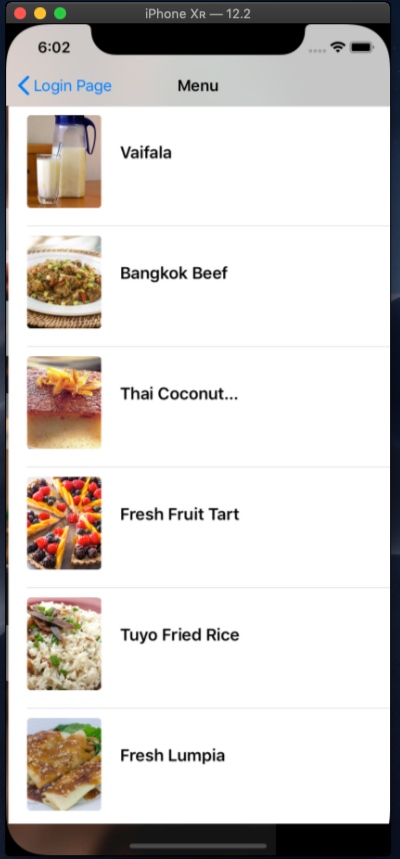 iPhone XR — 12.2
6:02
Login Page
Menu
Vaifala
Bangkok Beef
Thai Coconut...
Fresh Fruit Tart
Tuyo Fried Rice
Fresh Lumpia